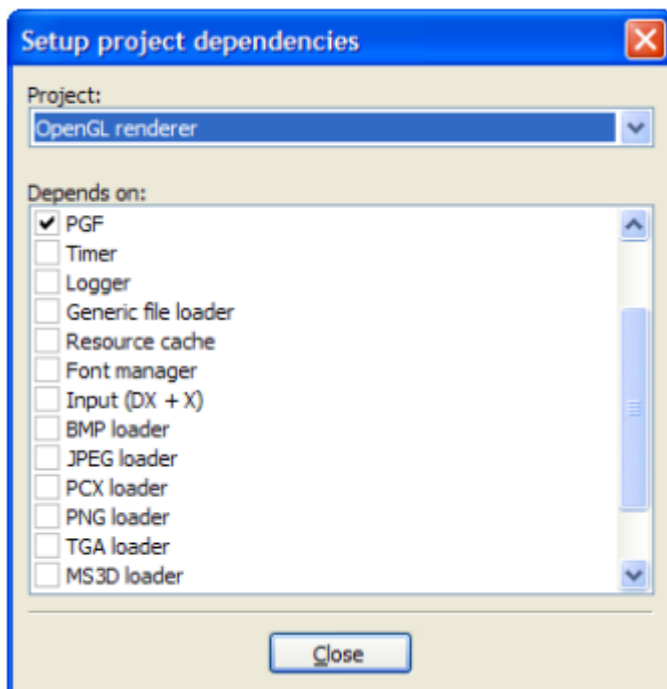 Setup project dependencies
Project:
OpenGL renderer
Depends on:
PGF
Timer
Logger
Generic file loader
Resource cache
Font manager
Input (DX + X)
BMP loader
JPEG loader
PCX loader
PNG loader
TGA loader
MS3D loader
Close